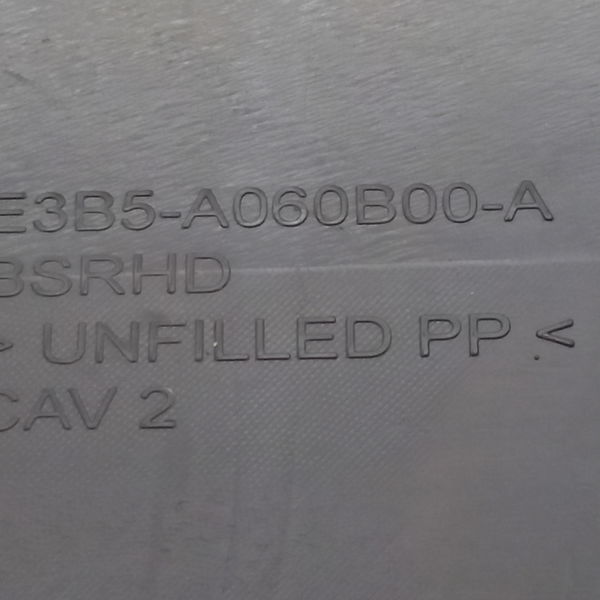 E3B5-A060B00-A
BSRHD
> UNFILLED PP <
CAV 2